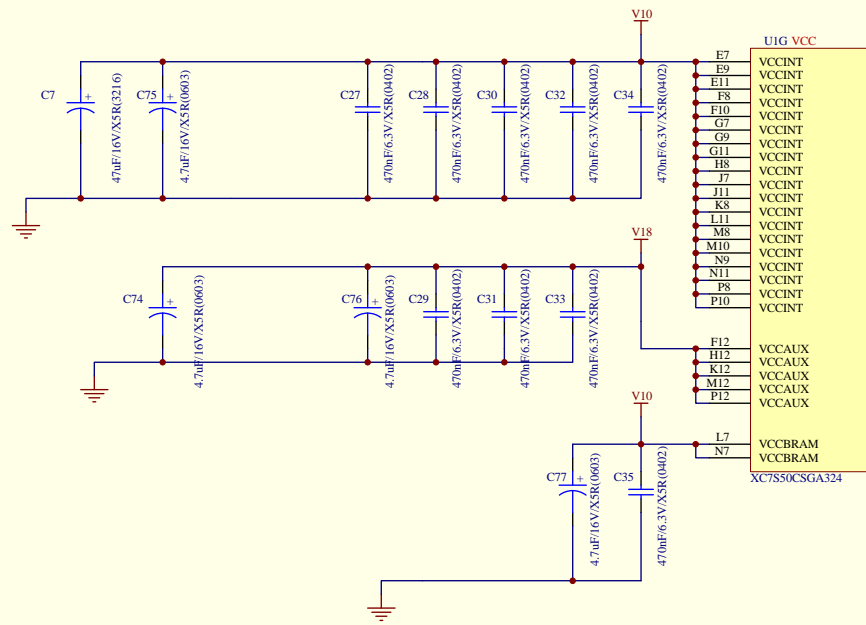 V10
U1G VCC
C7
+
47uF/16V/X5R(3216)
C75
+
4.7uF/16V/X5R(0603)
C27
470nF/6.3V/X5R(0402)
C28
470nF/6.3V/X5R(0402)
C30
470nF/6.3V/X5R(0402)
C32
470nF/6.3V/X5R(0402)
C34
470nF/6.3V/X5R(0402)
E7 VCCINT
E9 VCCINT
E11 VCCINT
F8 VCCINT
F10 VCCINT
G7 VCCINT
G9 VCCINT
G11 VCCINT
H8 VCCINT
J7 VCCINT
J11 VCCINT
K8 VCCINT
L11 VCCINT
M8 VCCINT
M10 VCCINT
N9 VCCINT
N11 VCCINT
P8 VCCINT
P10 VCCINT
V18
C74
+
4.7uF/16V/X5R(0603)
C76
+
4.7uF/16V/X5R(0603)
C29
470nF/6.3V/X5R(0402)
C31
470nF/6.3V/X5R(0402)
C33
470nF/6.3V/X5R(0402)
F12 VCCAUX
H12 VCCAUX
K12 VCCAUX
M12 VCCAUX
P12 VCCAUX
V10
C77
+
4.7uF/16V/X5R(0603)
C35
470nF/6.3V/X5R(0402)
L7 VCCBRAM
N7 VCCBRAM
XC7S50CSGA324